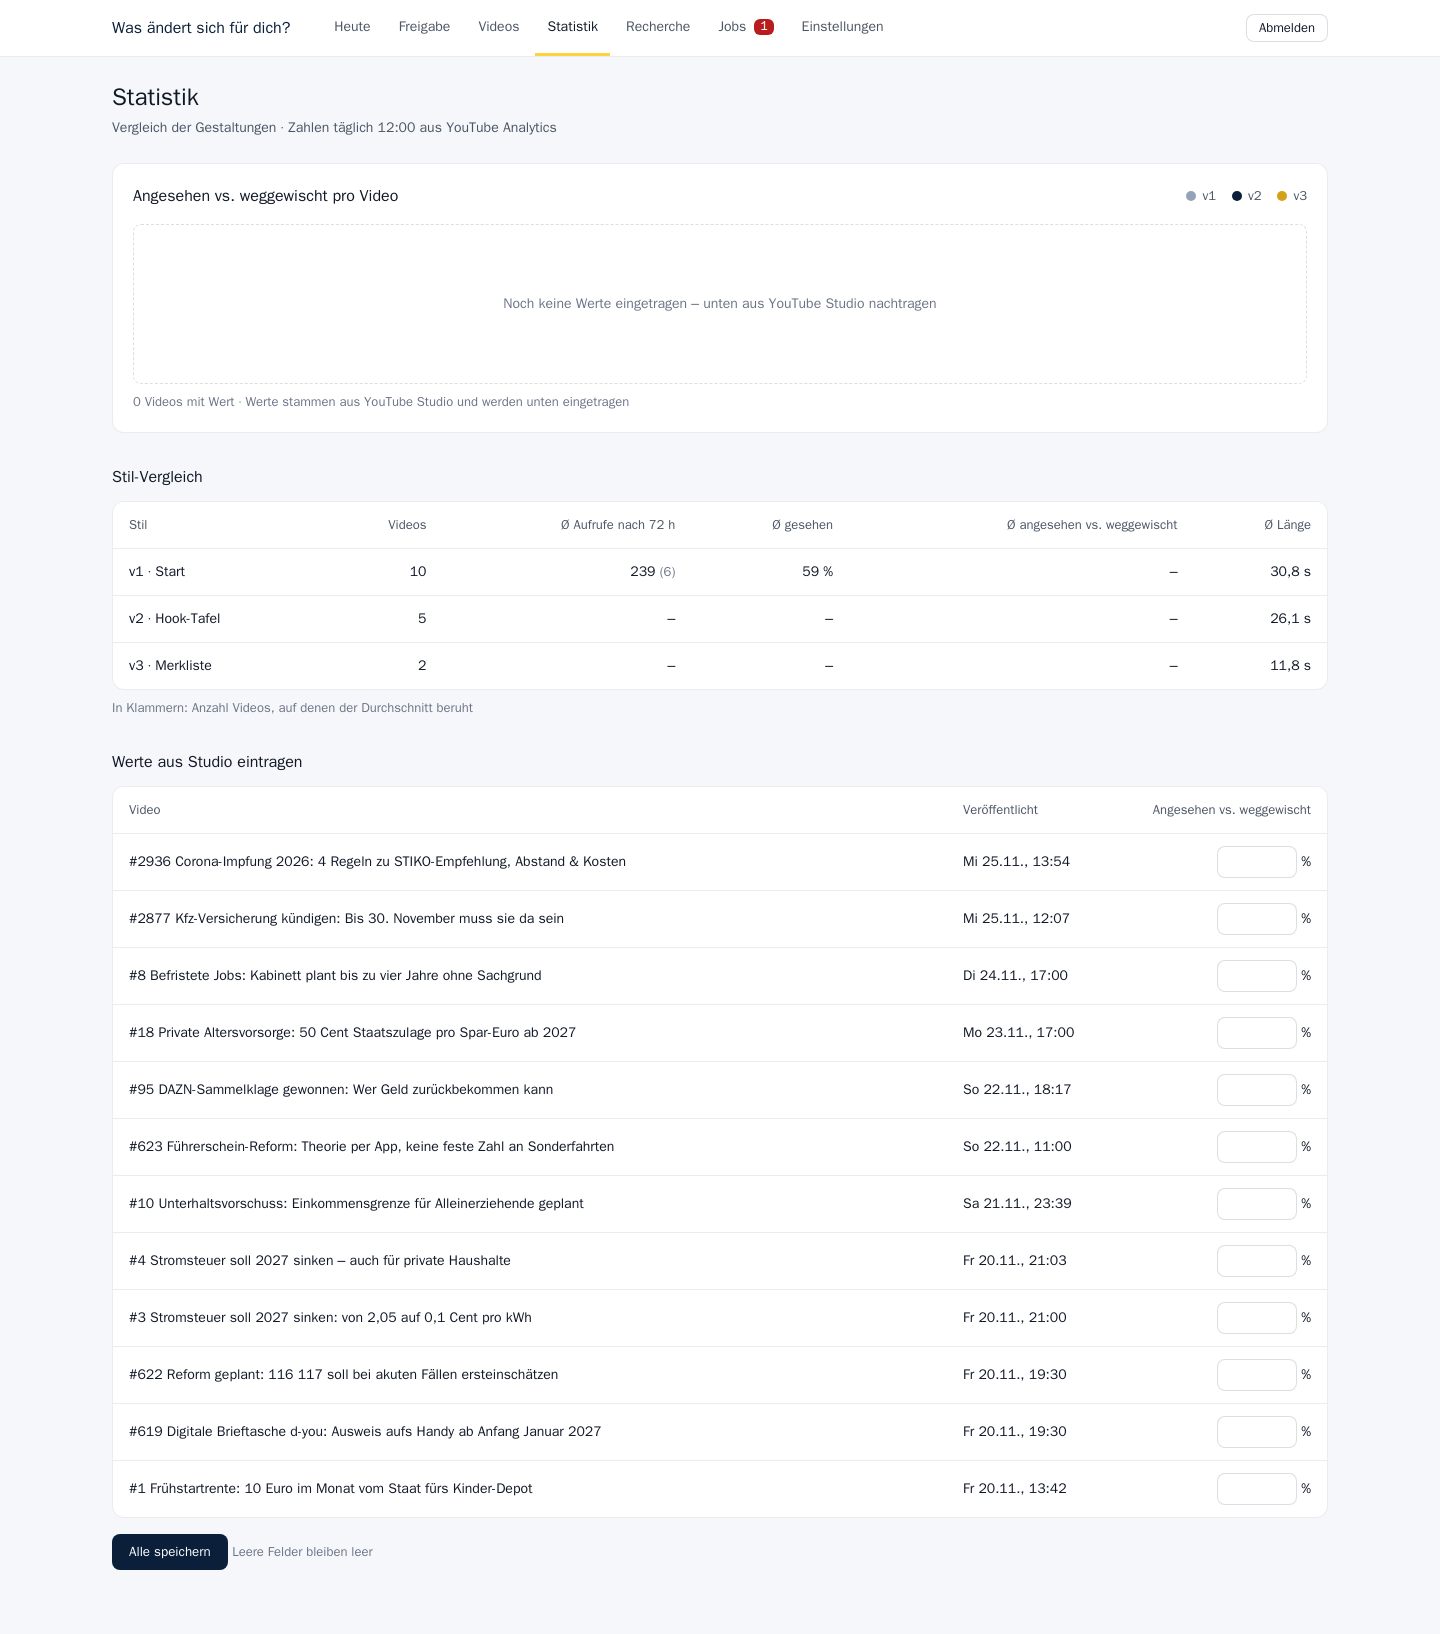 Was ändert sich für dich? Heute Freigabe Videos Statistik Recherche Jobs 1 Einstellungen Abmelden
Statistik
Vergleich der Gestaltungen · Zahlen täglich 12:00 aus YouTube Analytics
Angesehen vs. weggewischt pro Video v1 v2 v3
Noch keine Werte eingetragen – unten aus YouTube Studio nachtragen
0 Videos mit Wert · Werte stammen aus YouTube Studio und werden unten eingetragen
Stil-Vergleich
Stil Videos Ø Aufrufe nach 72 h Ø gesehen Ø angesehen vs. weggewischt Ø Länge
v1 · Start 10 239 (6) 59 % – 30,8 s
v2 · Hook-Tafel 5 – – – 26,1 s
v3 · Merkliste 2 – – – 11,8 s
In Klammern: Anzahl Videos, auf denen der Durchschnitt beruht
Werte aus Studio eintragen
Video Veröffentlicht Angesehen vs. weggewischt
#2936 Corona-Impfung 2026: 4 Regeln zu STIKO-Empfehlung, Abstand & Kosten Mi 25.11., 13:54 %
#2877 Kfz-Versicherung kündigen: Bis 30. November muss sie da sein Mi 25.11., 12:07 %
#8 Befristete Jobs: Kabinett plant bis zu vier Jahre ohne Sachgrund Di 24.11., 17:00 %
#18 Private Altersvorsorge: 50 Cent Staatszulage pro Spar-Euro ab 2027 Mo 23.11., 17:00 %
#95 DAZN-Sammelklage gewonnen: Wer Geld zurückbekommen kann So 22.11., 18:17 %
#623 Führerschein-Reform: Theorie per App, keine feste Zahl an Sonderfahrten So 22.11., 11:00 %
#10 Unterhaltsvorschuss: Einkommensgrenze für Alleinerziehende geplant Sa 21.11., 23:39 %
#4 Stromsteuer soll 2027 sinken – auch für private Haushalte Fr 20.11., 21:03 %
#3 Stromsteuer soll 2027 sinken: von 2,05 auf 0,1 Cent pro kWh Fr 20.11., 21:00 %
#622 Reform geplant: 116 117 soll bei akuten Fällen ersteinschätzen Fr 20.11., 19:30 %
#619 Digitale Brieftasche d-you: Ausweis aufs Handy ab Anfang Januar 2027 Fr 20.11., 19:30 %
#1 Frühstartrente: 10 Euro im Monat vom Staat fürs Kinder-Depot Fr 20.11., 13:42 %
Alle speichern Leere Felder bleiben leer